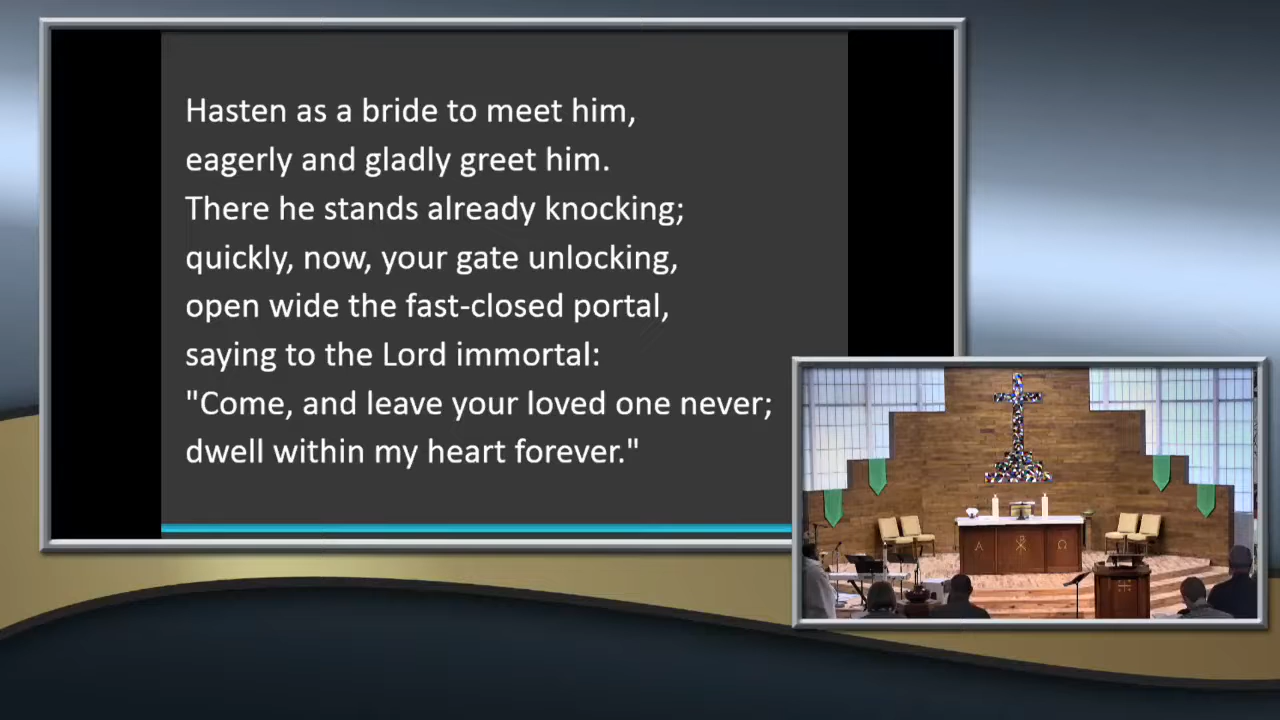 Hasten as a bride to meet him,
eagerly and gladly greet him.
There he stands already knocking;
quickly, now, your gate unlocking,
open wide the fast-closed portal,
saying to the Lord immortal:
"Come, and leave your loved one never;
dwell within my heart forever."
Α ☧ Ω